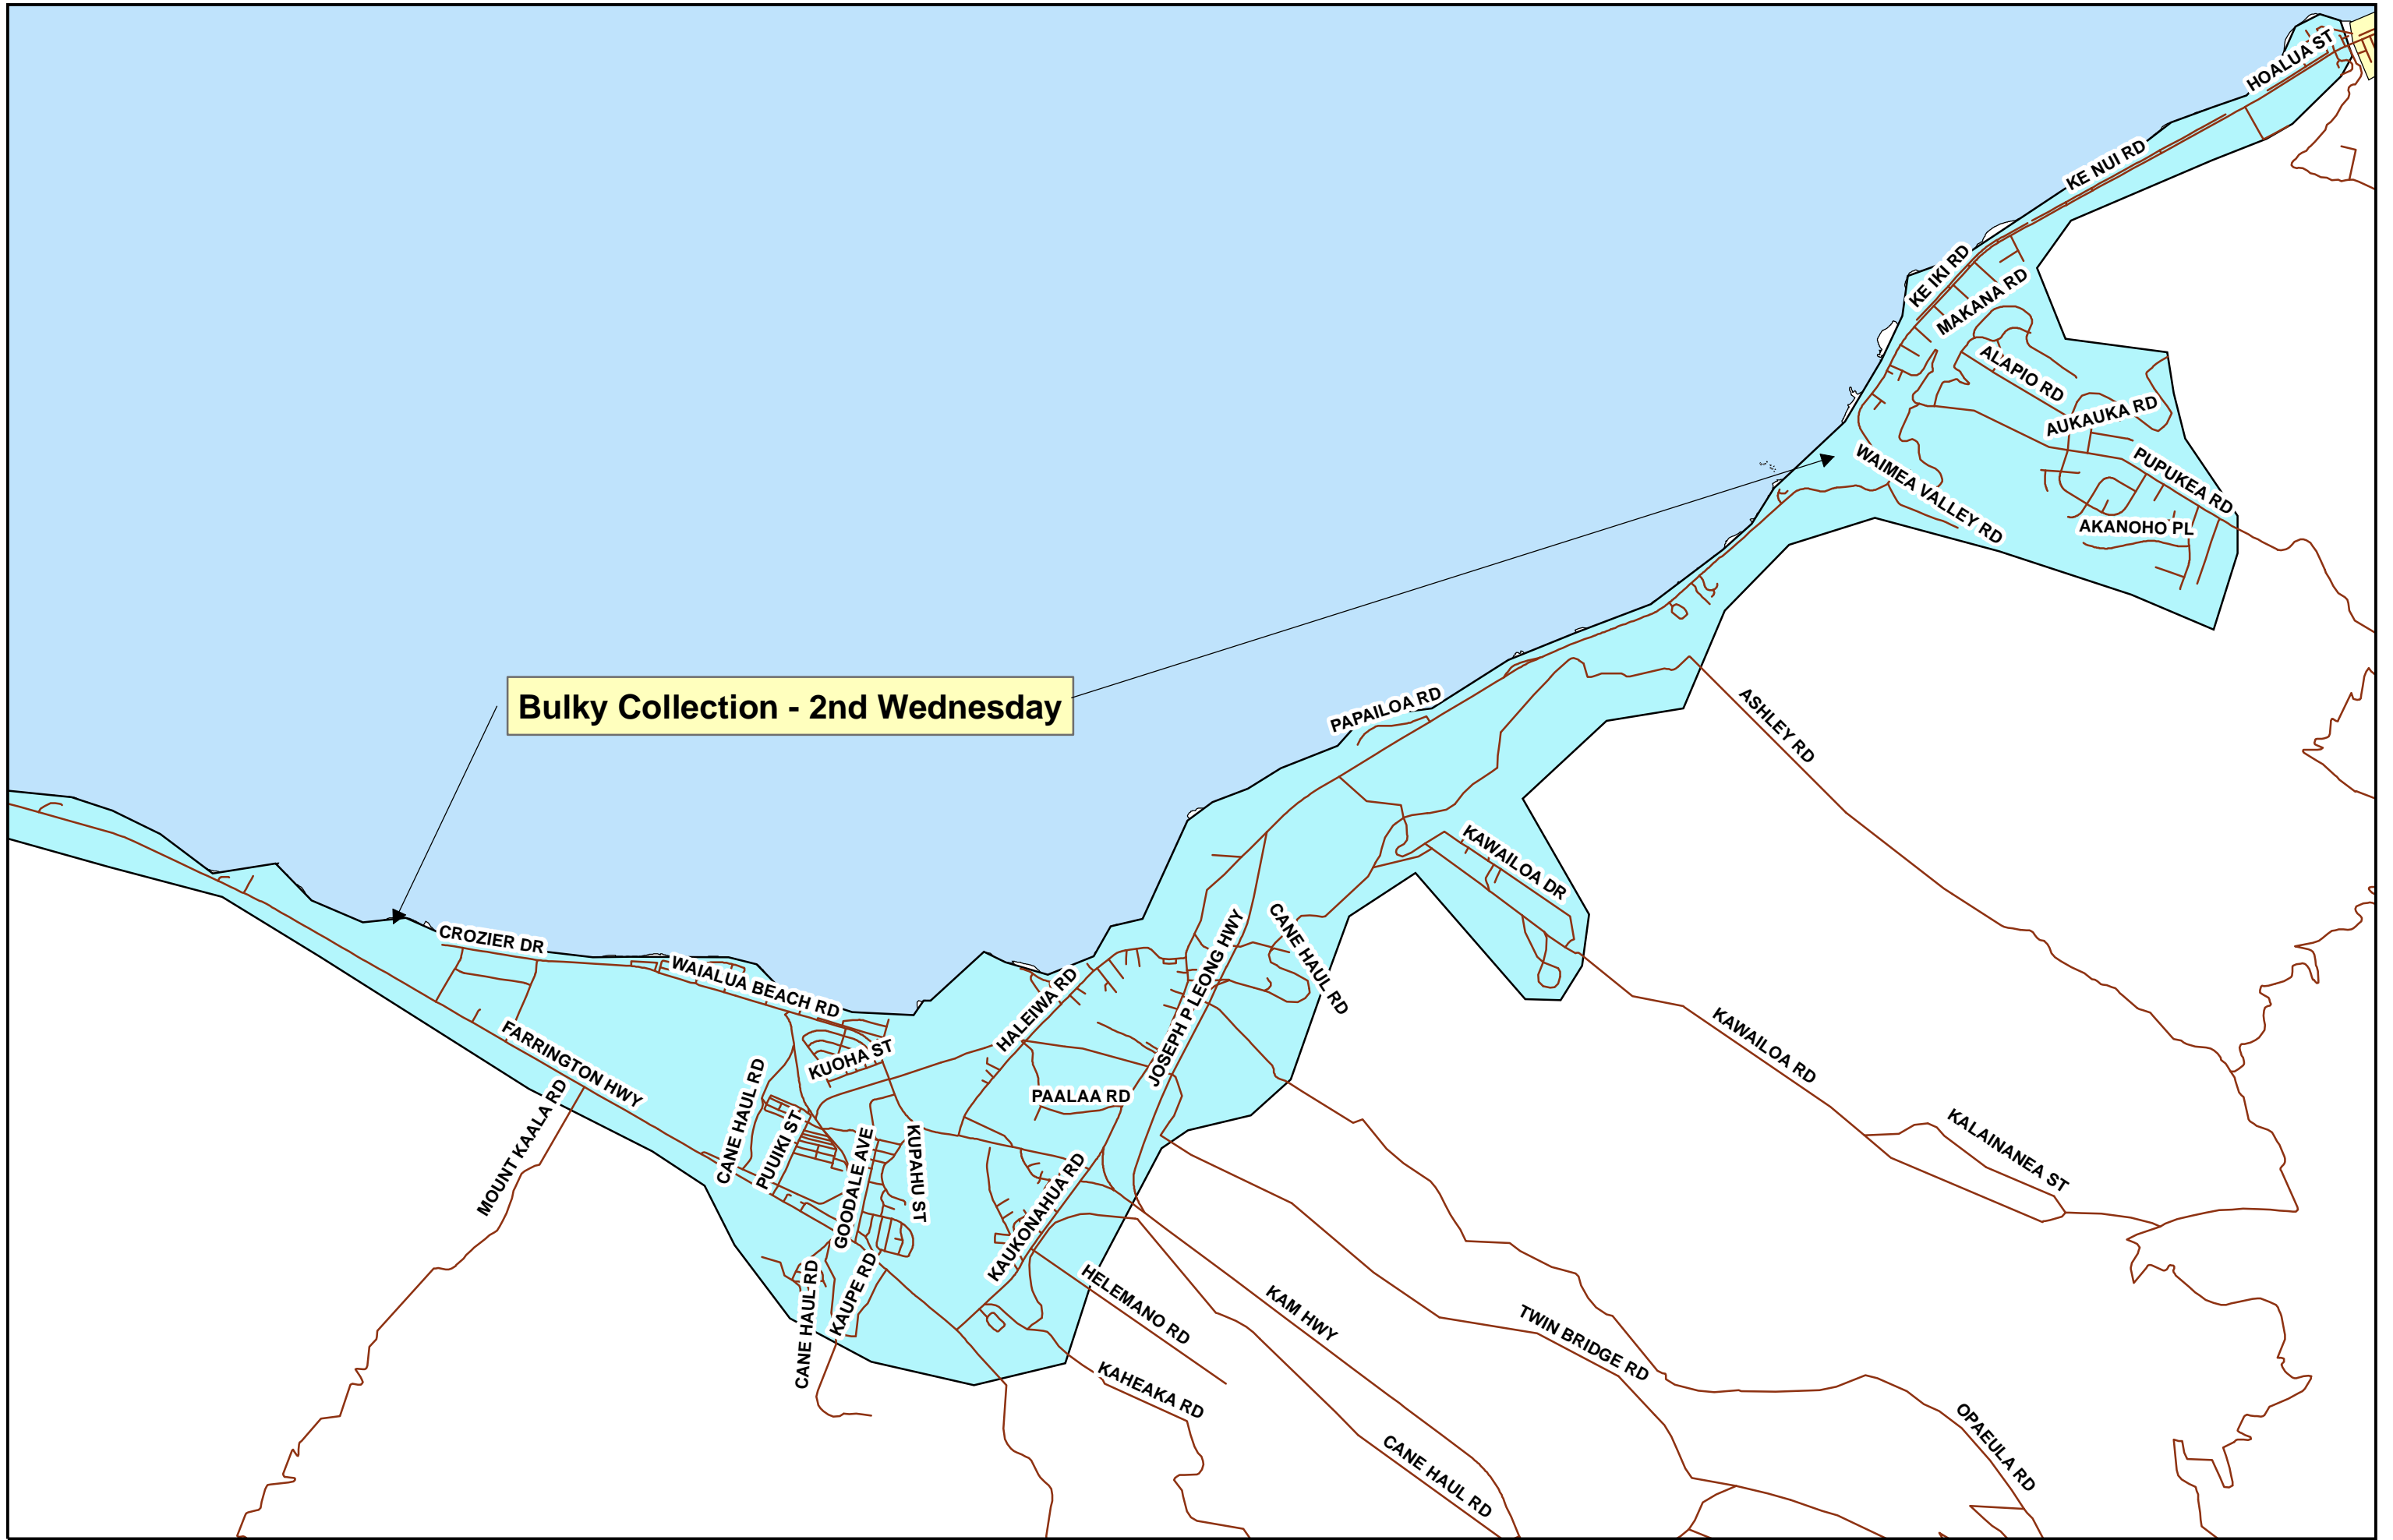 HOALUA ST
KE NUI RD
KE IKI RD
MAKANA RD
ALAPIO RD
AUKAUKA RD
PUPUKEA RD
WAIMEA VALLEY RD
AKANOHO PL
Bulky Collection - 2nd Wednesday
PAPAILOA RD
ASHLEY RD
KAWAILOA DR
CANE HAUL RD
JOSEPH P LEONG HWY
CROZIER DR
WAIALUA BEACH RD
HALEIWA RD
FARRINGTON HWY
KUOHA ST
KAWAILOA RD
MOUNT KAALA RD
CANE HAUL RD
PUUIKI ST
GOODALE AVE
KUPAHU ST
PAALAA RD
KALAINANEA ST
KAUKONAHUA RD
CANE HAUL RD
KAUPE RD
HELEMANO RD
KAM HWY
TWIN BRIDGE RD
KAHEAKA RD
CANE HAUL RD
OPAEULA RD